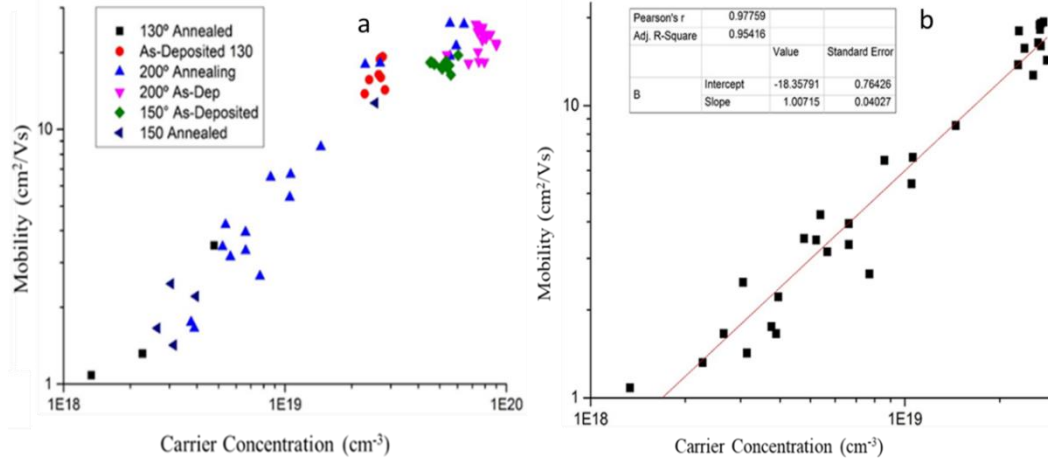 a
130º Annealed
As-Deposited 130
200º Annealing
200º As-Dep
150° As-Deposited
150 Annealed
10
1
1E18
1E19
1E20
Mobility (cm²/Vs)
Carrier Concentration (cm⁻³)
b
Pearson's r 0.97759
Adj. R-Square 0.95416
Value Standard Error
B
Intercept -18.35791 0.76426
Slope 1.00715 0.04027
10
1
1E18
1E19
Mobility (cm²/Vs)
Carrier Concentration (cm⁻³)